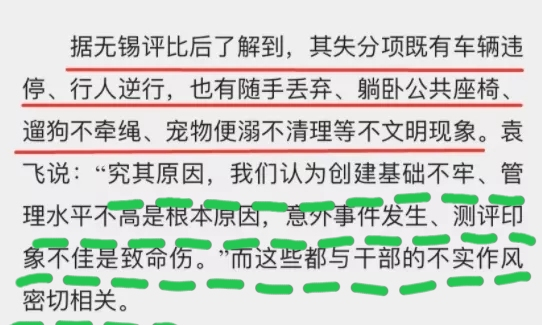 据无锡评比后了解到，其失分项既有车辆违
停、行人逆行，也有随手丢弃、躺卧公共座椅、
遛狗不牵绳、宠物便溺不清理等不文明现象。袁
飞说：“究其原因，我们认为创建基础不牢、管
理水平不高是根本原因，意外事件发生、测评印
象不佳是致命伤。”而这些都与干部的不实作风
密切相关。